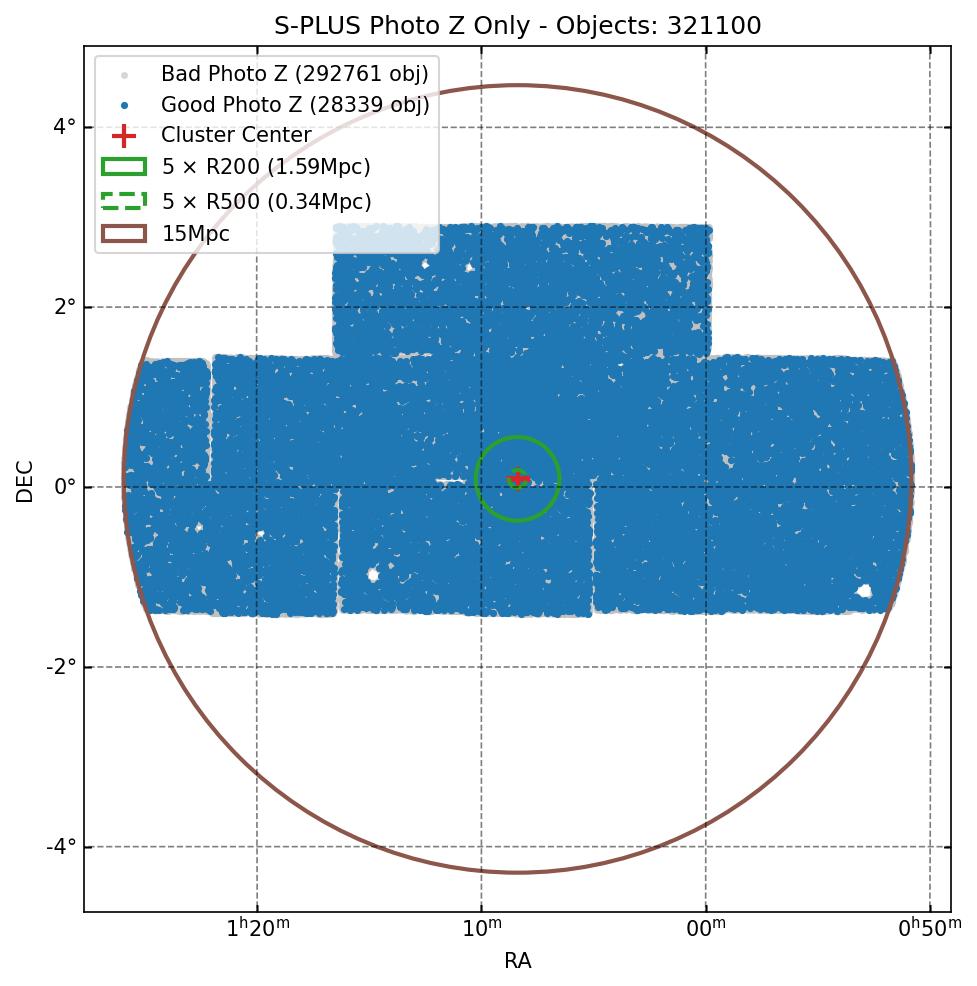 S-PLUS Photo Z Only - Objects: 321100
Bad Photo Z (292761 obj)
Good Photo Z (28339 obj)
Cluster Center
5 × R200 (1.59Mpc)
5 × R500 (0.34Mpc)
15Mpc
4°
2°
0°
-2°
-4°
DEC
1ʰ20ᵐ 10ᵐ 00ᵐ 0ʰ50ᵐ
RA